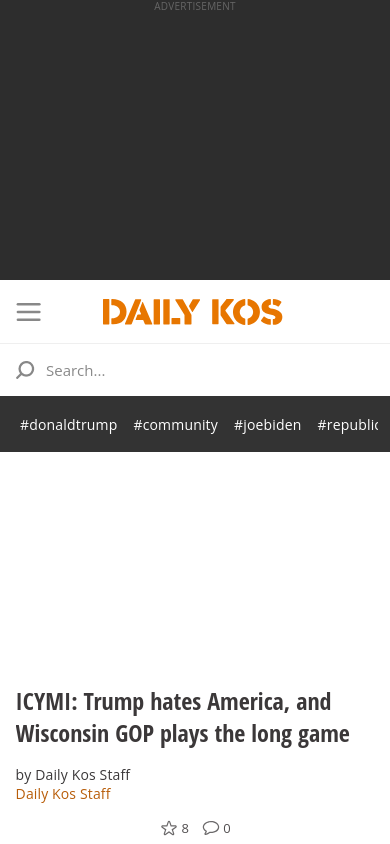 ADVERTISEMENT
DAILY KOS
Search...
#donaldtrump #community #joebiden #republic
ICYMI: Trump hates America, and
Wisconsin GOP plays the long game
by Daily Kos Staff
Daily Kos Staff
8 0